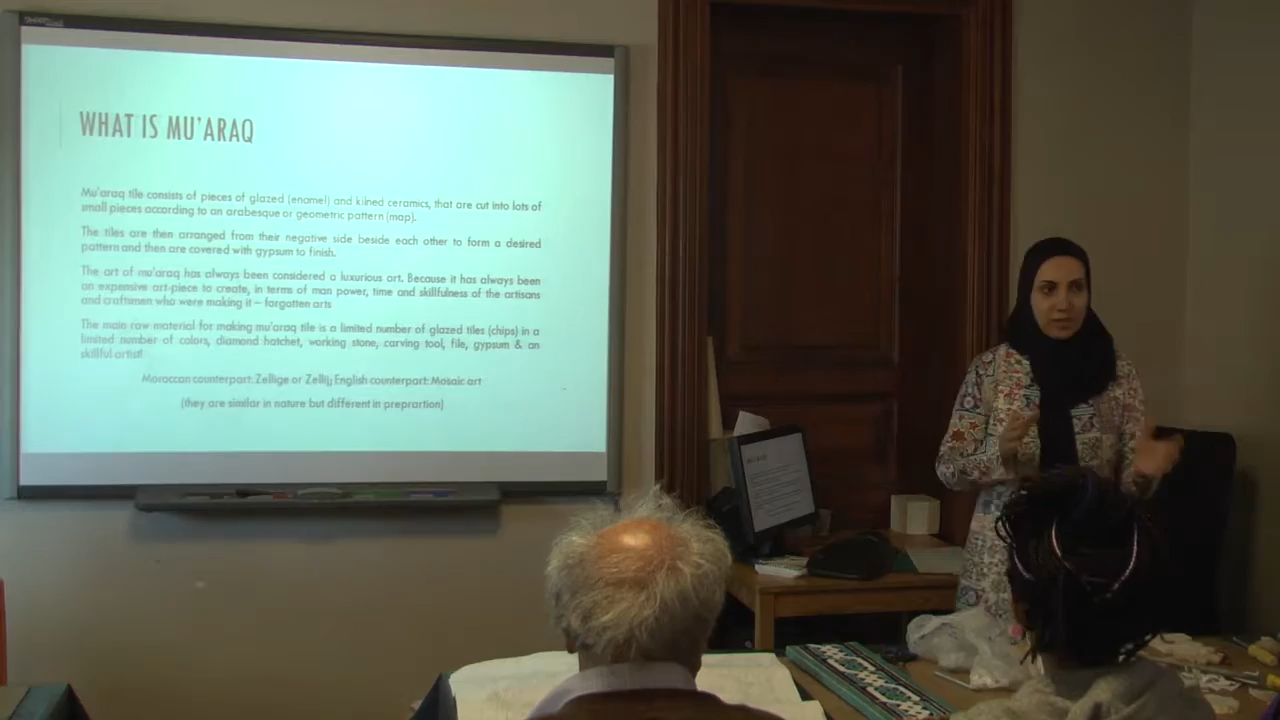 WHAT IS MU'ARAQ
Mu'araq tile consists of pieces of glazed (enamel) and kilned ceramics, that are cut into lots of
small pieces according to an arabesque or geometric pattern (map).
The tiles are then arranged from their negative side beside each other to form a desired
pattern and then are covered with gypsum to finish.
The art of mu'araq has always been considered a luxurious art. Because it has always been
an expensive art-piece to create, in terms of man power, time and skillfulness of the artisans
and craftsmen who were making it – forgotten arts
The main raw material for making mu'araq tile is a limited number of glazed tiles (chips) in a
limited number of colors, diamond hatchet, working stone, carving tool, file, gypsum & an
skillful artist!
Moroccan counterpart: Zellige or Zellij; English counterpart: Mosaic art
(they are similar in nature but different in preprartion)